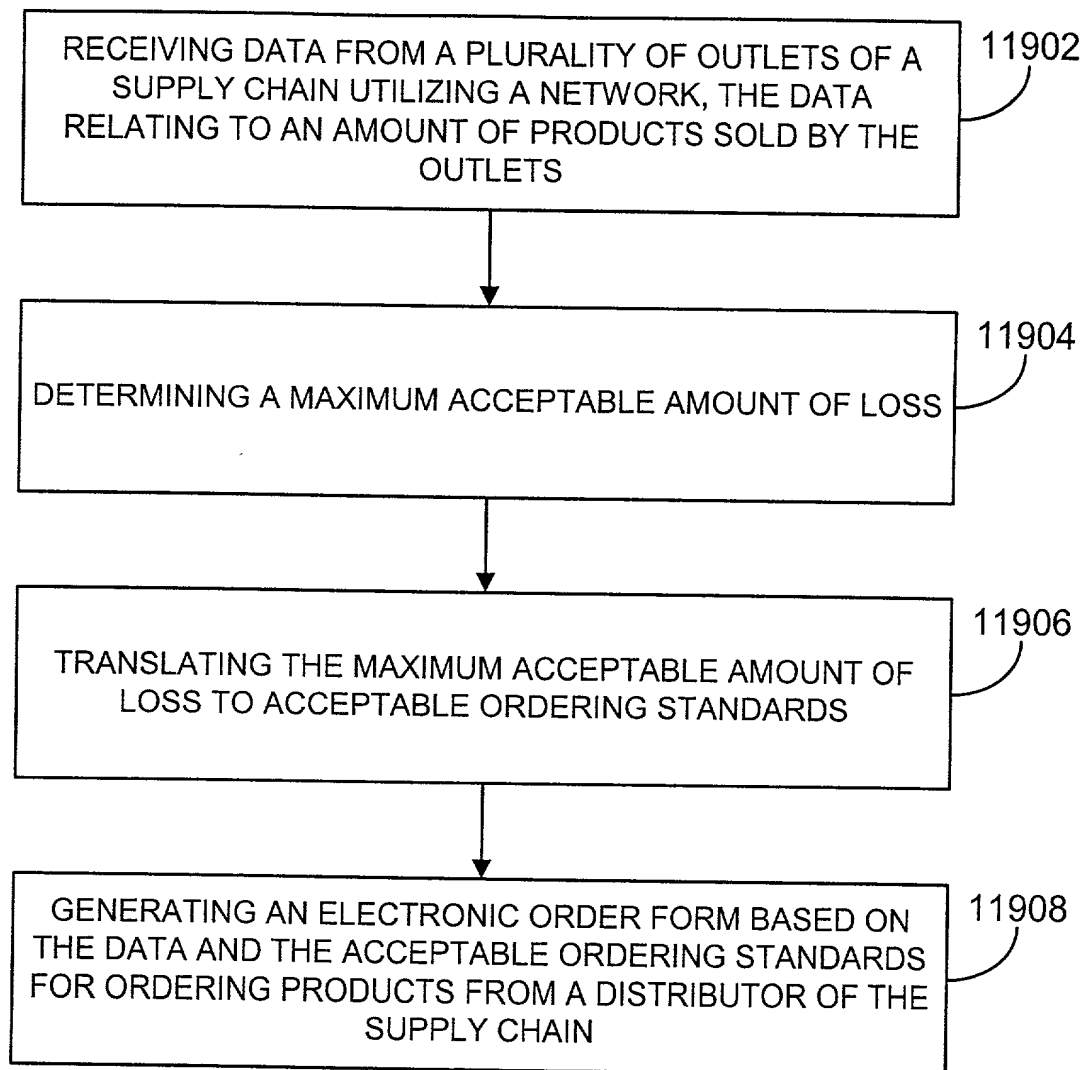 RECEIVING DATA FROM A PLURALITY OF OUTLETS OF A
SUPPLY CHAIN UTILIZING A NETWORK, THE DATA
RELATING TO AN AMOUNT OF PRODUCTS SOLD BY THE
OUTLETS
11902
DETERMINING A MAXIMUM ACCEPTABLE AMOUNT OF LOSS
11904
TRANSLATING THE MAXIMUM ACCEPTABLE AMOUNT OF
LOSS TO ACCEPTABLE ORDERING STANDARDS
11906
GENERATING AN ELECTRONIC ORDER FORM BASED ON
THE DATA AND THE ACCEPTABLE ORDERING STANDARDS
FOR ORDERING PRODUCTS FROM A DISTRIBUTOR OF THE
SUPPLY CHAIN
11908